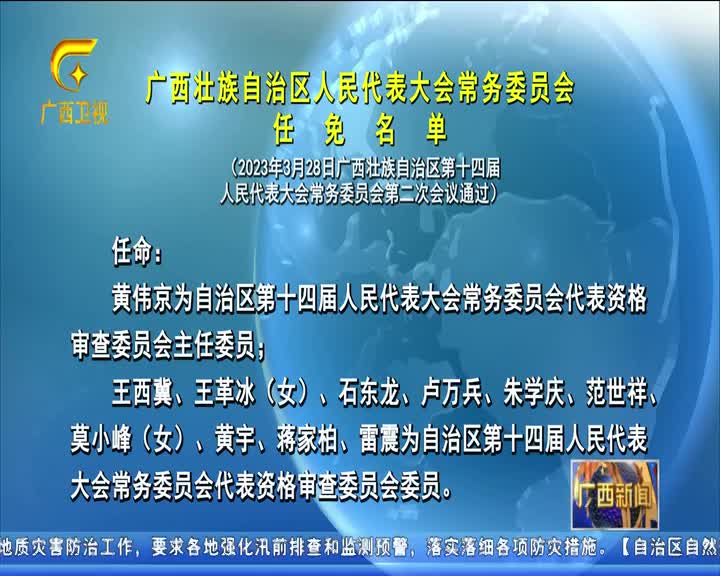 广西卫视
广西壮族自治区人民代表大会常务委员会
任 免 名 单
（2023年3月28日广西壮族自治区第十四届
人民代表大会常务委员会第二次会议通过）
任命：
黄伟京为自治区第十四届人民代表大会常务委员会代表资格
审查委员会主任委员；
王西冀、王革冰（女）、石东龙、卢万兵、朱学庆、范世祥、
莫小峰（女）、黄宇、蒋家柏、雷震为自治区第十四届人民代表
大会常务委员会代表资格审查委员会委员。
广西新闻
地质灾害防治工作，要求各地强化汛前排查和监测预警，落实落细各项防灾措施。【自治区自然